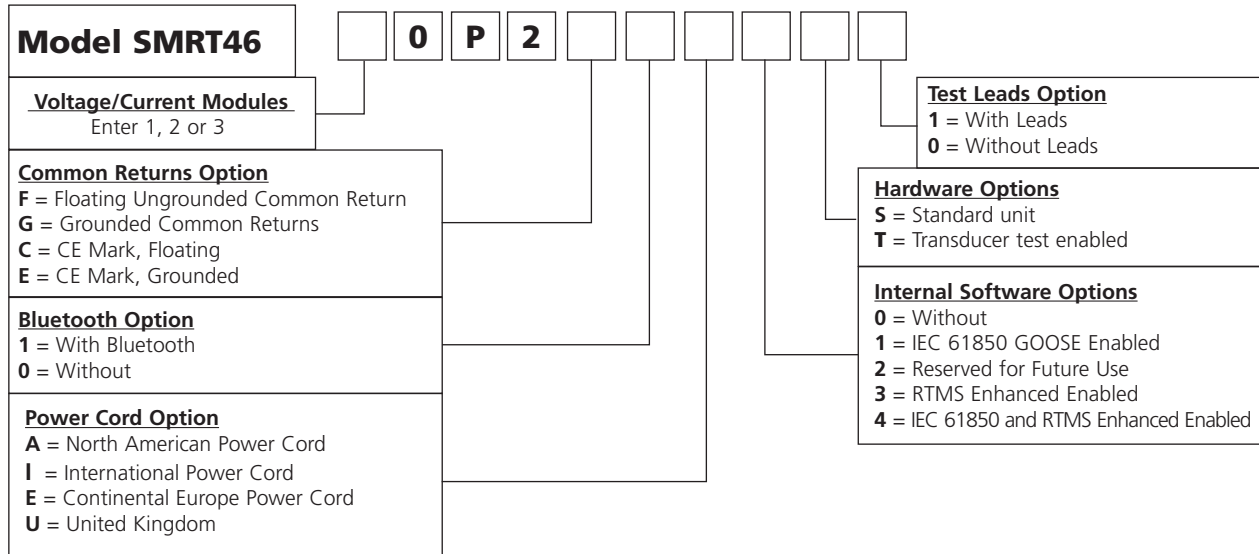 Model SMRT46
0 P 2
Voltage/Current Modules
Enter 1, 2 or 3
Common Returns Option
F = Floating Ungrounded Common Return
G = Grounded Common Returns
C = CE Mark, Floating
E = CE Mark, Grounded
Bluetooth Option
1 = With Bluetooth
0 = Without
Power Cord Option
A = North American Power Cord
I = International Power Cord
E = Continental Europe Power Cord
U = United Kingdom
Test Leads Option
1 = With Leads
0 = Without Leads
Hardware Options
S = Standard unit
T = Transducer test enabled
Internal Software Options
0 = Without
1 = IEC 61850 GOOSE Enabled
2 = Reserved for Future Use
3 = RTMS Enhanced Enabled
4 = IEC 61850 and RTMS Enhanced Enabled